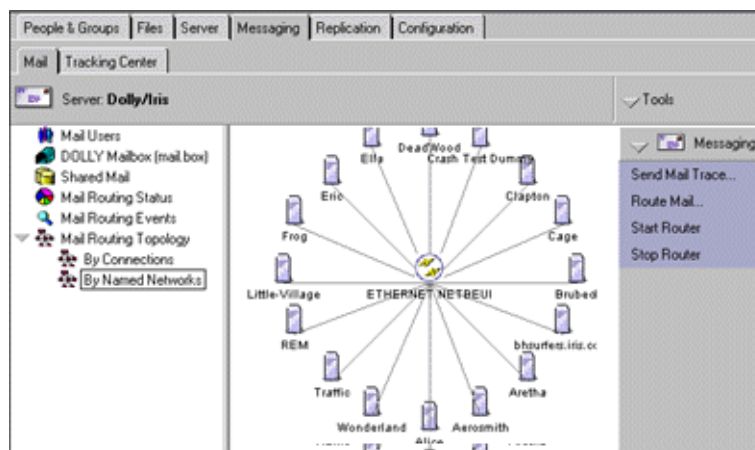 People & Groups Files Server Messaging Replication Configuration
Mail Tracking Center
Server: Dolly/Iris
Tools
Mail Users
DOLLY Mailbox (mail.box)
Shared Mail
Mail Routing Status
Mail Routing Events
Mail Routing Topology
By Connections
By Named Networks
DeadWood
Ella Crash Test Dummy
Eric Clapton
Frog Cage
Little-Village ETHERNET NETBEUI Brubec
REM bhsurfers.iris.cc
Traffic Aretha
Wonderland Aerosmith
Alice
Messaging
Send Mail Trace...
Route Mail...
Start Router
Stop Router